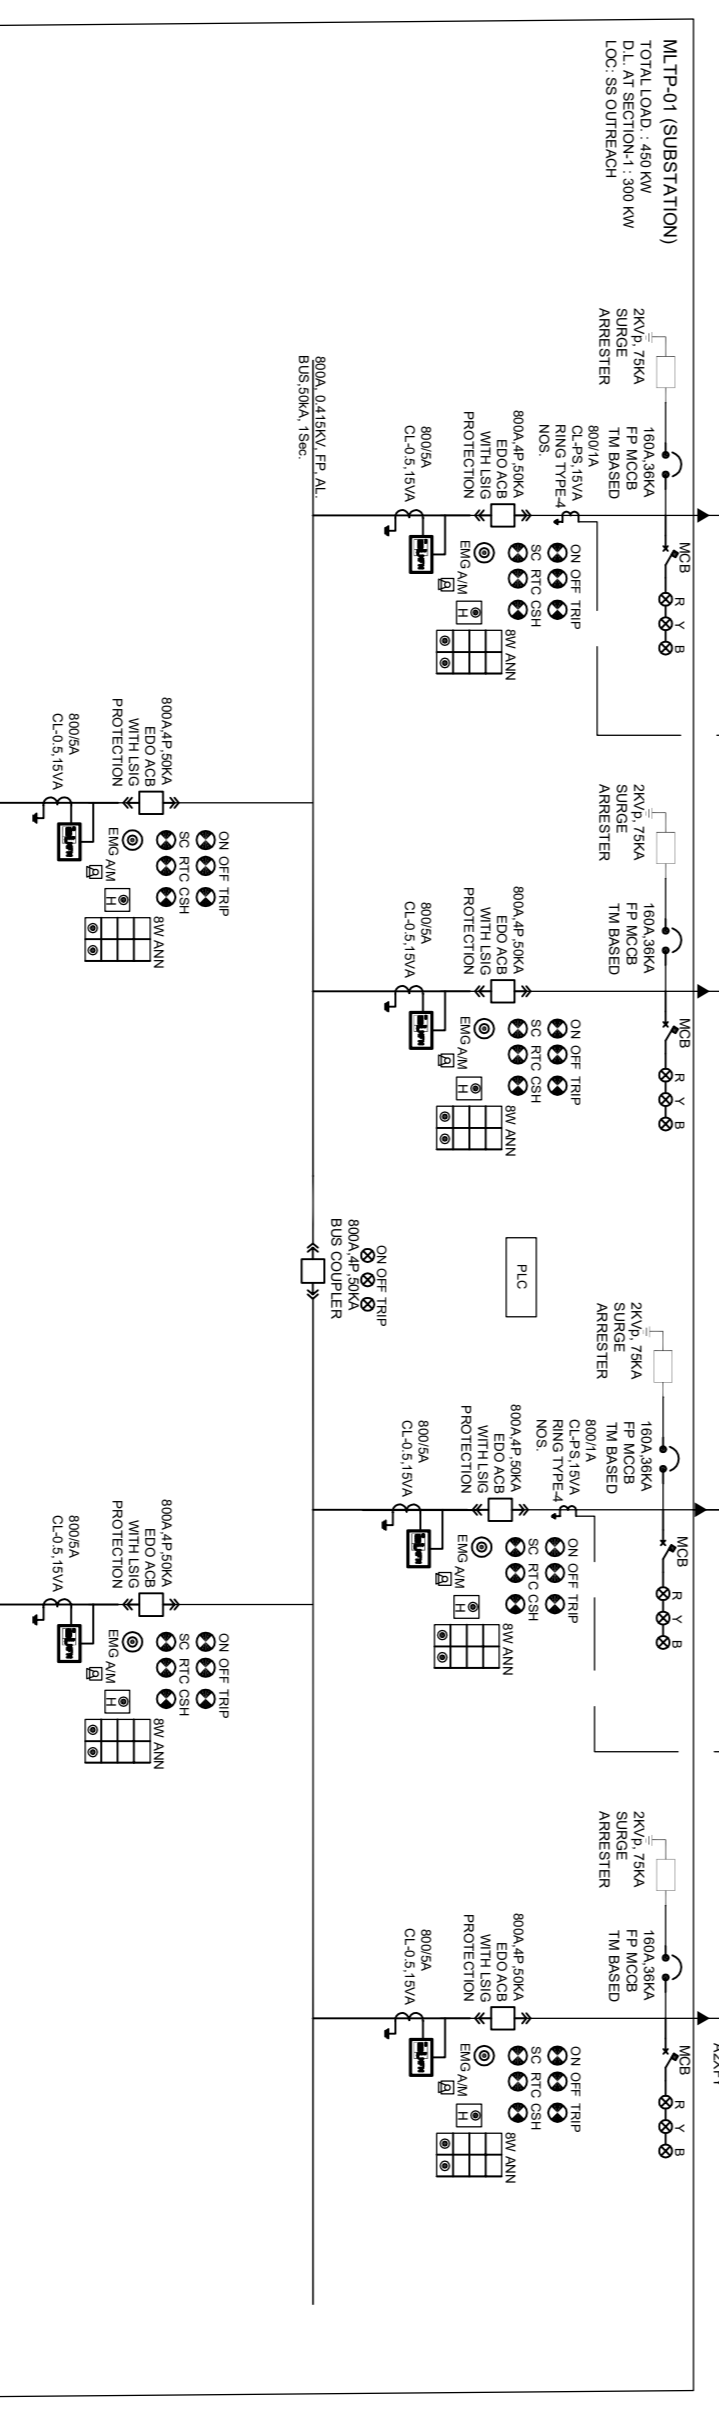 MLTP-01 (SUBSTATION)
TOTAL LOAD. : 450 KW
D.L. AT SECTION-1 : 300 KW
LOC: SS OUTREACH
2KVp, 75KA
SURGE
ARRESTER
160A,36KA
FP MCCB
TM BASED
MCB
R Y B
800/1A
CL-PS,15VA
RING TYPE-4
NOS.
800A,4P,50KA
EDO ACB
WITH LSIG
PROTECTION
ON OFF TRIP
SC RTC CSH
EMG A/M
H
8W ANN
800/5A
CL-0.5,15VA
2KVp, 75KA
SURGE
ARRESTER
160A,36KA
FP MCCB
TM BASED
MCB
R Y B
800A,4P,50KA
EDO ACB
WITH LSIG
PROTECTION
ON OFF TRIP
SC RTC CSH
EMG A/M
H
8W ANN
800/5A
CL-0.5,15VA
PLC
2KVp, 75KA
SURGE
ARRESTER
160A,36KA
FP MCCB
TM BASED
MCB
R Y B
800/1A
CL-PS,15VA
RING TYPE-4
NOS.
800A,4P,50KA
EDO ACB
WITH LSIG
PROTECTION
ON OFF TRIP
SC RTC CSH
EMG A/M
H
8W ANN
800/5A
CL-0.5,15VA
2KVp, 75KA
SURGE
ARRESTER
160A,36KA
FP MCCB
TM BASED
MCB
R Y B
800A,4P,50KA
EDO ACB
WITH LSIG
PROTECTION
ON OFF TRIP
SC RTC CSH
EMG A/M
H
8W ANN
800/5A
CL-0.5,15VA
800A, 0.415KV, FP, AL.
BUS,50kA, 1Sec.
ON OFF TRIP
800A,4P,50KA
BUS COUPLER
800A,4P,50KA
EDO ACB
WITH LSIG
PROTECTION
ON OFF TRIP
SC RTC CSH
EMG A/M
H
8W ANN
800/5A
CL-0.5,15VA
800A,4P,50KA
EDO ACB
WITH LSIG
PROTECTION
ON OFF TRIP
SC RTC CSH
EMG A/M
H
8W ANN
800/5A
CL-0.5,15VA